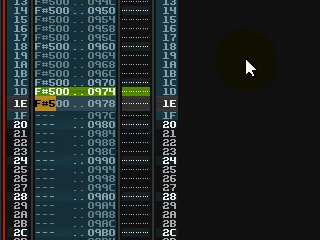 13 F#500 .. 094C 13
14 F#500 .. 0950 14
15 F#500 .. 0954 15
16 F#500 .. 0958 16
17 F#500 .. 095C 17
18 F#500 .. 0960 18
19 F#500 .. 0964 19
1A F#500 .. 0968 1A
1B F#500 .. 096C 1B
1C F#500 .. 0970 1C
1D F#500 .. 0974 1D
1E F#500 .. 0978 1E
1F --- .. 097C 1F
20 --- .. 0980 20
21 --- .. 0984 21
22 --- .. 0988 22
23 --- .. 098C 23
24 --- .. 0990 24
25 --- .. 0994 25
26 --- .. 0998 26
27 --- .. 099C 27
28 --- .. 09A0 28
29 --- .. 09A4 29
2A --- .. 09A8 2A
2B --- .. 09AC 2B
2C --- .. 09B0 2C